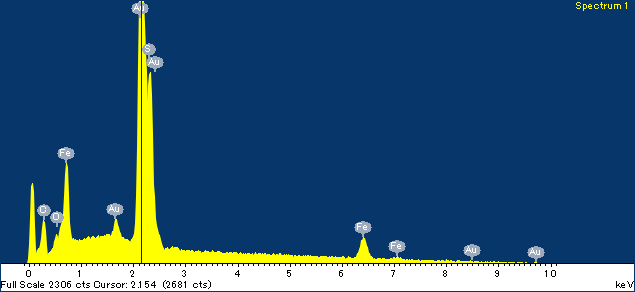 Spectrum 1
Au
S
Au
Fe
O
O
Au
Fe
Fe
Au
Au
0 1 2 3 4 5 6 7 8 9 10
Full Scale 2306 cts Cursor: 2.154 (2681 cts) keV